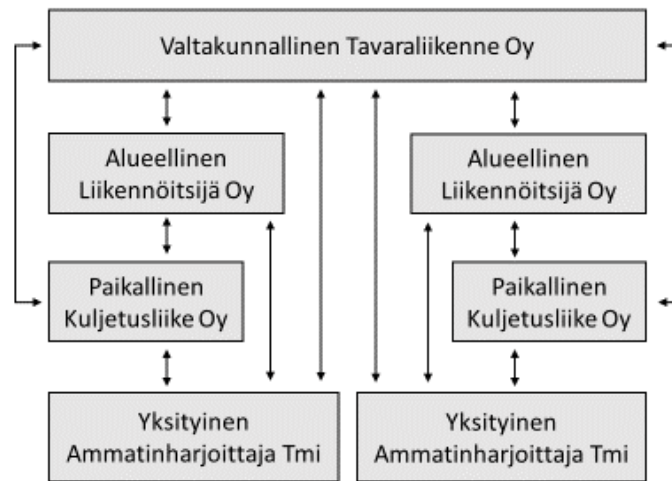 Valtakunnallinen Tavaraliikenne Oy
Alueellinen
Liikennöitsijä Oy
Alueellinen
Liikennöitsijä Oy
Paikallinen
Kuljetusliike Oy
Paikallinen
Kuljetusliike Oy
Yksityinen
Ammatinharjoittaja Tmi
Yksityinen
Ammatinharjoittaja Tmi